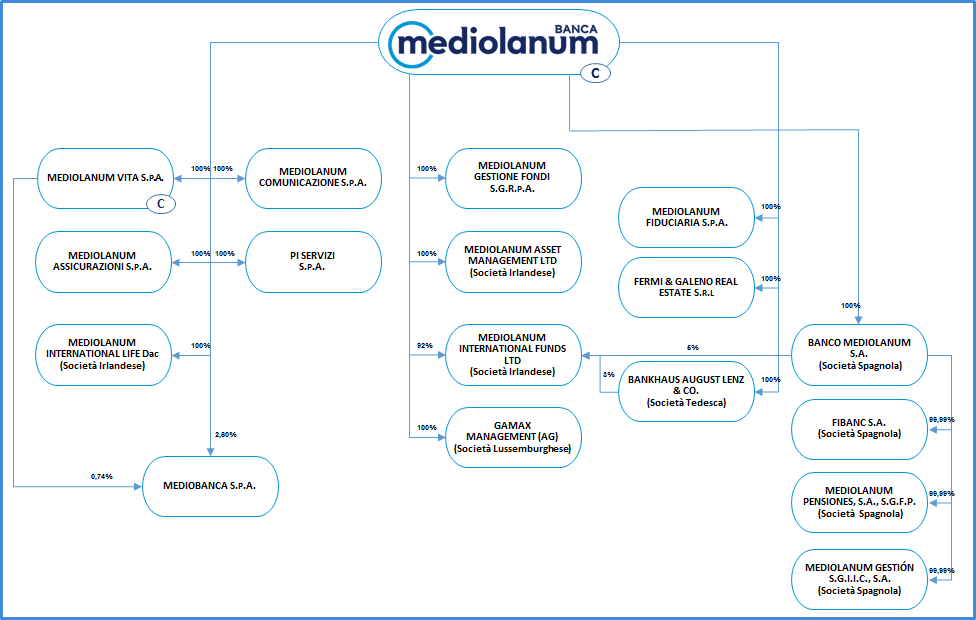 BANCA
mediolanum
C
MEDIOLANUM VITA S.P.A.
C
100%
100%
MEDIOLANUM
COMUNICAZIONE S.P.A.
100%
MEDIOLANUM
GESTIONE FONDI
S.G.R.P.A.
MEDIOLANUM
FIDUCIARIA S.P.A.
100%
MEDIOLANUM
ASSICURAZIONI S.P.A.
100%
100%
PI SERVIZI
S.P.A.
100%
MEDIOLANUM ASSET
MANAGEMENT LTD
(Società Irlandese)
FERMI & GALENO REAL
ESTATE S.R.L
100%
100%
MEDIOLANUM
INTERNATIONAL LIFE Dac
(Società Irlandese)
100%
92%
MEDIOLANUM
INTERNATIONAL FUNDS
LTD
(Società Irlandese)
5%
3%
BANKHAUS AUGUST LENZ
& CO.
(Società Tedesca)
100%
BANCO MEDIOLANUM
S.A.
(Società Spagnola)
100%
GAMAX
MANAGEMENT (AG)
(Società Lussemburghese)
FIBANC S.A.
(Società Spagnola)
99,99%
2,60%
0,74%
MEDIOBANCA S.P.A.
MEDIOLANUM
PENSIONES, S.A., S.G.F.P.
(Società Spagnola)
99,99%
MEDIOLANUM GESTIÓN
S.G.I.I.C., S.A.
(Società Spagnola)
99,99%